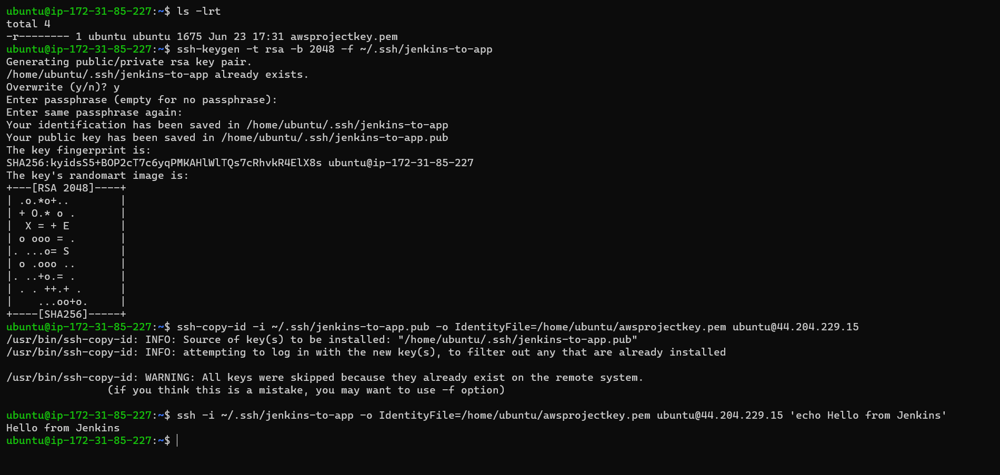 ubuntu@ip-172-31-85-227:~$ ls -lrt
total 4
-r-------- 1 ubuntu ubuntu 1675 Jun 23 17:31 awsprojectkey.pem
ubuntu@ip-172-31-85-227:~$ ssh-keygen -t rsa -b 2048 -f ~/.ssh/jenkins-to-app
Generating public/private rsa key pair.
/home/ubuntu/.ssh/jenkins-to-app already exists.
Overwrite (y/n)? y
Enter passphrase (empty for no passphrase):
Enter same passphrase again:
Your identification has been saved in /home/ubuntu/.ssh/jenkins-to-app
Your public key has been saved in /home/ubuntu/.ssh/jenkins-to-app.pub
The key fingerprint is:
SHA256:kyidsS5+BOP2cT7c6yqPMKAHlWlTQs7cRhvkR4ElX8s ubuntu@ip-172-31-85-227
The key's randomart image is:
+---[RSA 2048]----+
| .o.*o+..        |
| + O.* o .       |
|  X = + E        |
| o ooo = .       |
|. ...o= S        |
| o .ooo ..       |
|. ..+o.= .       |
| . . ++.+ .      |
|    ...oo+o.     |
+----[SHA256]-----+
ubuntu@ip-172-31-85-227:~$ ssh-copy-id -i ~/.ssh/jenkins-to-app.pub -o IdentityFile=/home/ubuntu/awsprojectkey.pem ubuntu@44.204.229.15
/usr/bin/ssh-copy-id: INFO: Source of key(s) to be installed: "/home/ubuntu/.ssh/jenkins-to-app.pub"
/usr/bin/ssh-copy-id: INFO: attempting to log in with the new key(s), to filter out any that are already installed

/usr/bin/ssh-copy-id: WARNING: All keys were skipped because they already exist on the remote system.
                (if you think this is a mistake, you may want to use -f option)

ubuntu@ip-172-31-85-227:~$ ssh -i ~/.ssh/jenkins-to-app -o IdentityFile=/home/ubuntu/awsprojectkey.pem ubuntu@44.204.229.15 'echo Hello from Jenkins'
Hello from Jenkins
ubuntu@ip-172-31-85-227:~$